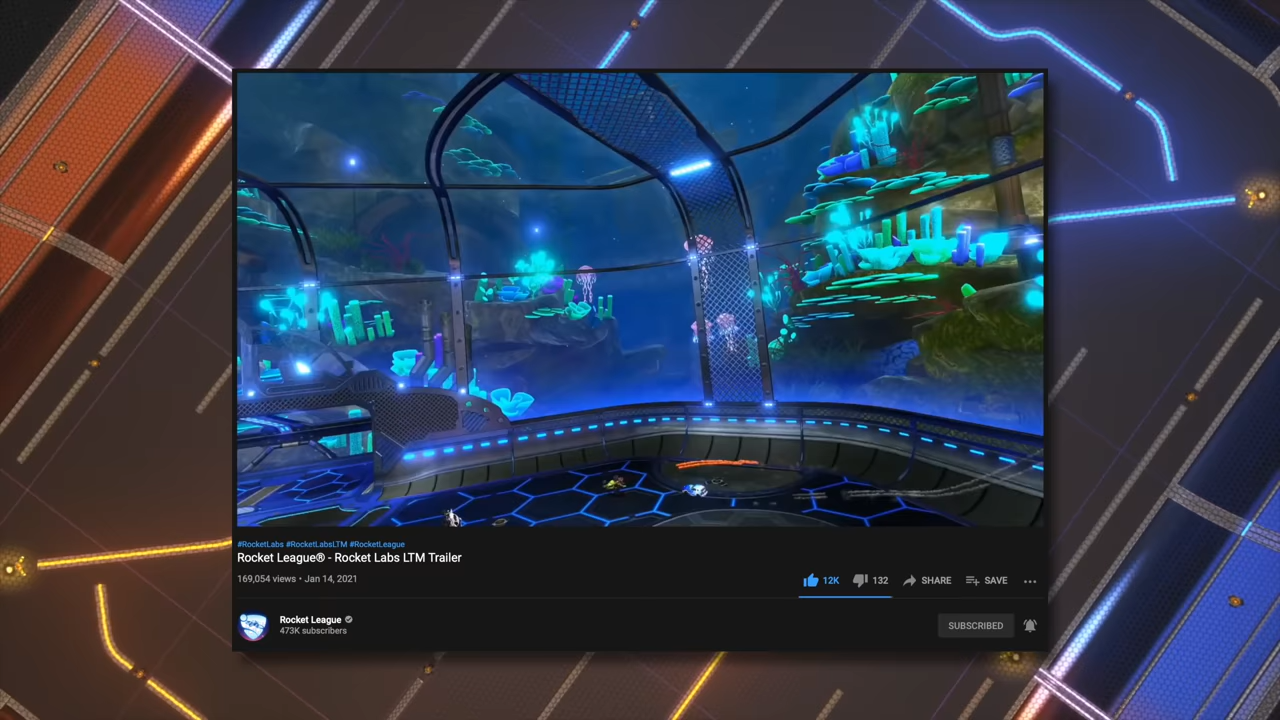 #RocketLabs #RocketLabsLTM #RocketLeague
Rocket League® - Rocket Labs LTM Trailer
169,054 views • Jan 14, 2021
12K 132 SHARE SAVE
Rocket League
473K subscribers
SUBSCRIBED